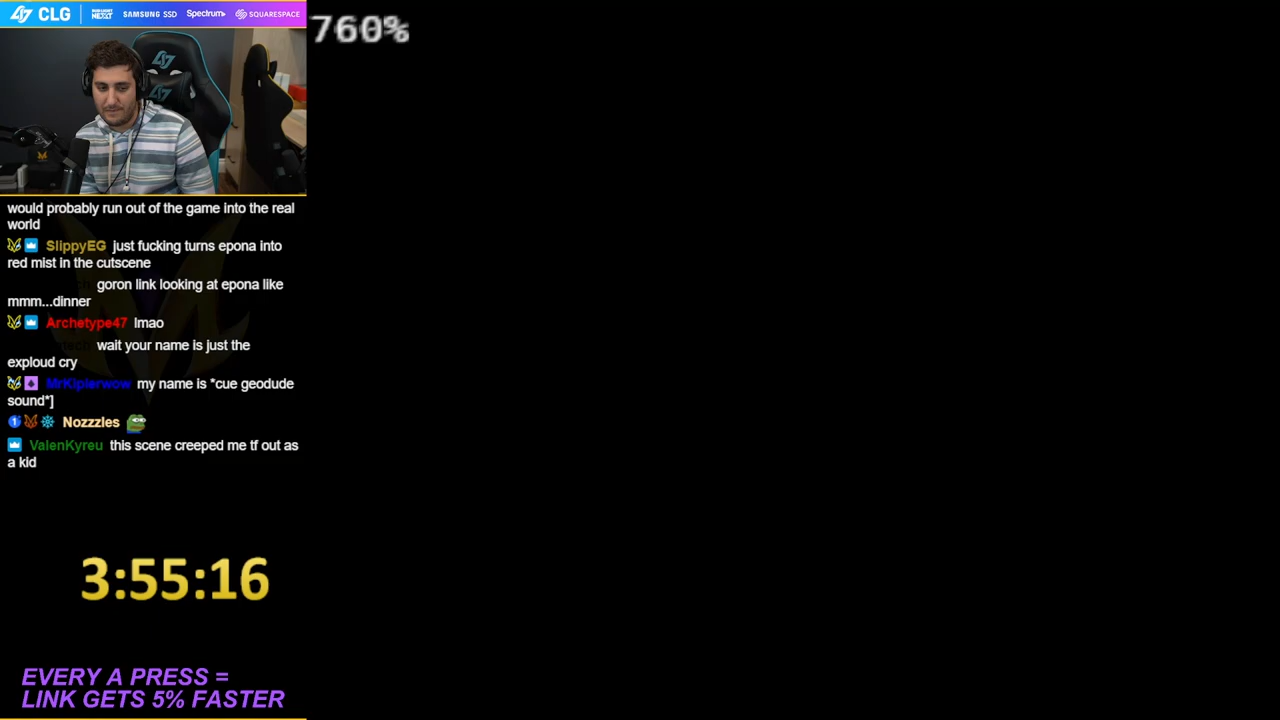 CLG SAMSUNG SSD Spectrum SQUARESPACE
760%
would probably run out of the game into the real
world
SlippyEG just fucking turns epona into
red mist in the cutscene
goron link looking at epona like
mmm...dinner
Archetype47 lmao
wait your name is just the
exploud cry
MrKiplerwow my name is *cue geodude
sound*]
Nozzzles
ValenKyreu this scene creeped me tf out as
a kid
3:55:16
EVERY A PRESS =
LINK GETS 5% FASTER